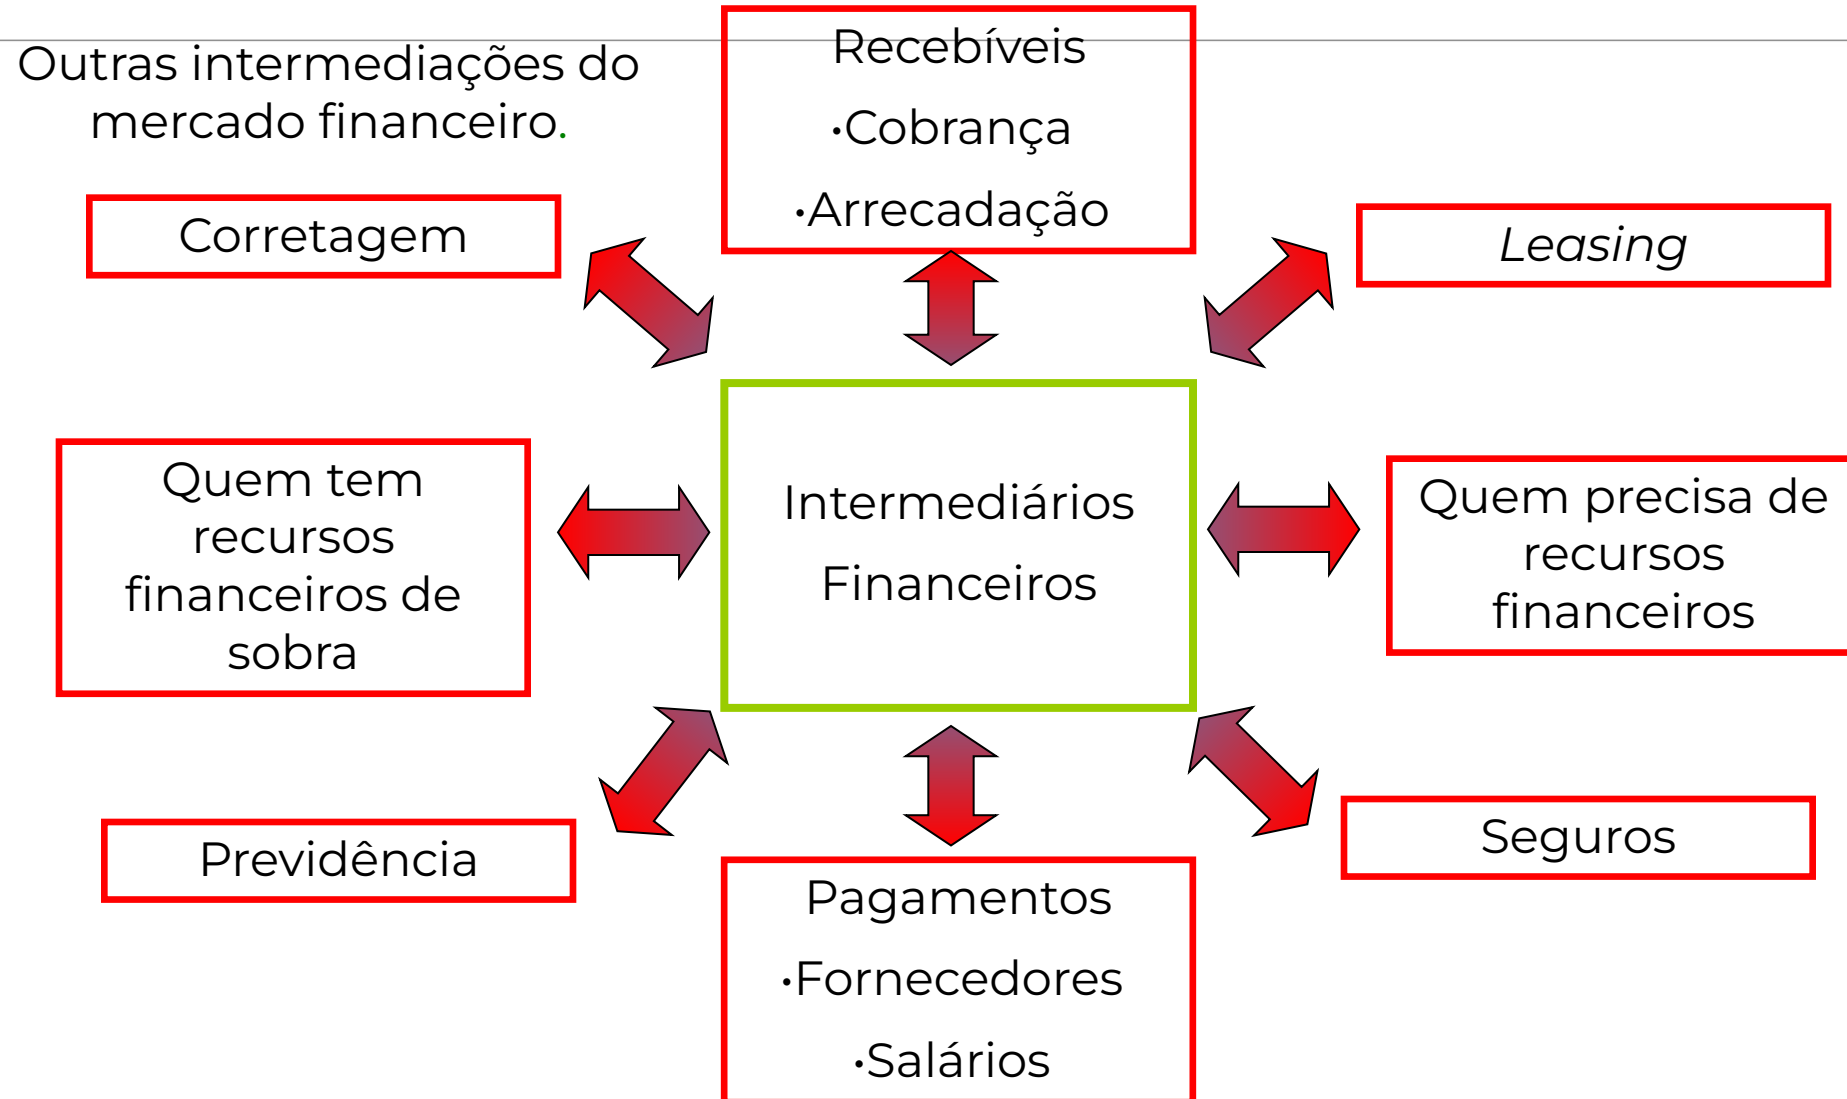 Outras intermediações do
mercado financeiro.
Recebíveis
•Cobrança
•Arrecadação
Corretagem
Leasing
Quem tem
recursos
financeiros de
sobra
Intermediários
Financeiros
Quem precisa de
recursos
financeiros
Previdência
Seguros
Pagamentos
•Fornecedores
•Salários